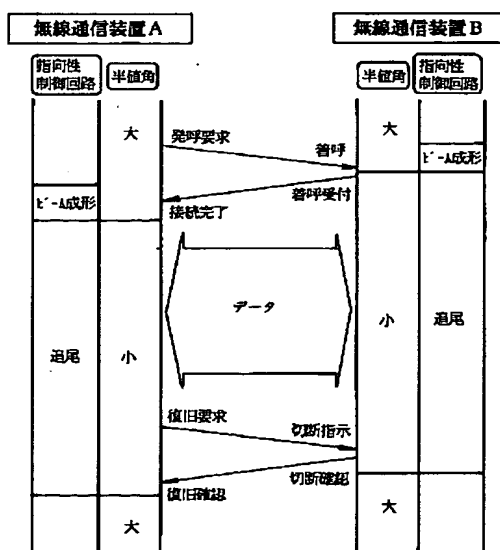 無線通信装置A
無線通信装置B
指向性
制御回路
半値角
半値角
指向性
制御回路
大
大
発呼要求
着呼
ビーム成形
着呼受付
ビーム成形
接続完了
データ
追尾
小
小
追尾
復旧要求
切断指示
切断確認
復旧確認
大
大